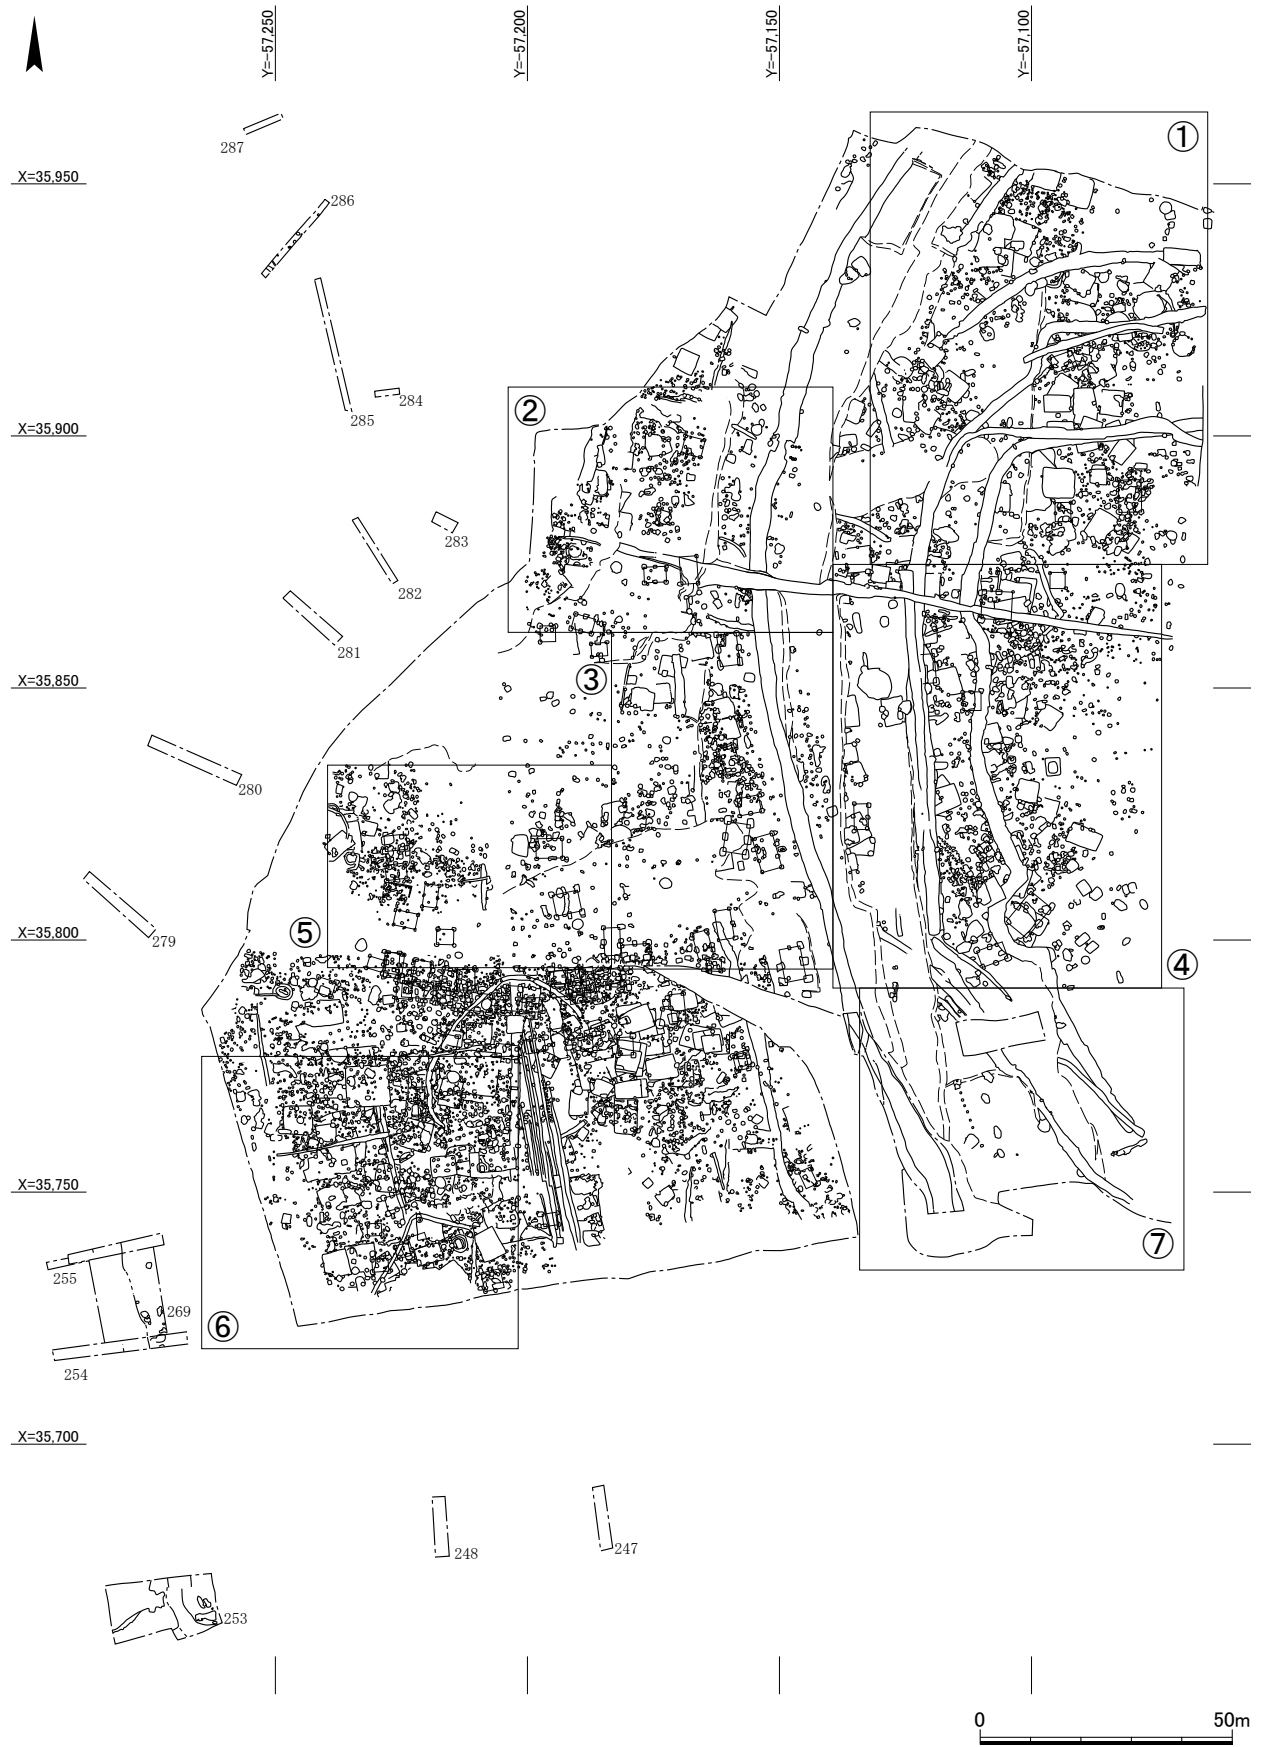 Y=-57,250
Y=-57,200
Y=-57,150
Y=-57,100
①
287
X=35,950
286
284
285
②
X=35,900
283
282
281
③
X=35,850
280
⑤
279
X=35,800
④
X=35,750
⑦
255
269
⑥
254
X=35,700
248
247
253
0 50m